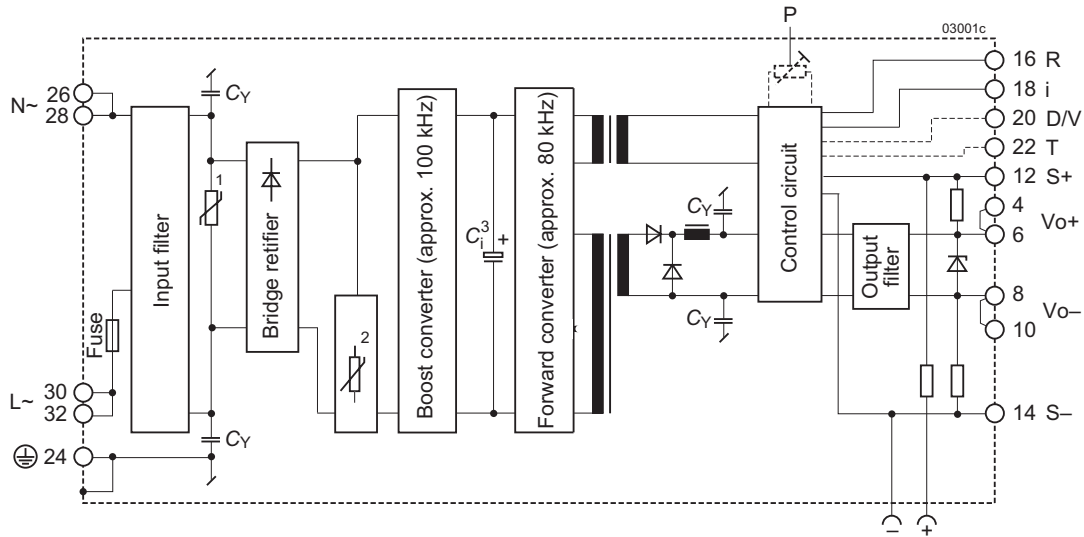 P
03001c
16 R
18 i
20 D/V
22 T
12 S+
4
Vo+
6
8
Vo–
10
14 S–
N~
26
28
Fuse
L~
30
32
24
CY
1
CY
Input filter
Bridge retifier
2
Boost converter (approx. 100 kHz)
Ci3
+
Forward converter (approx. 80 kHz)
CY
CY
Control circuit
Output
filter
–
+